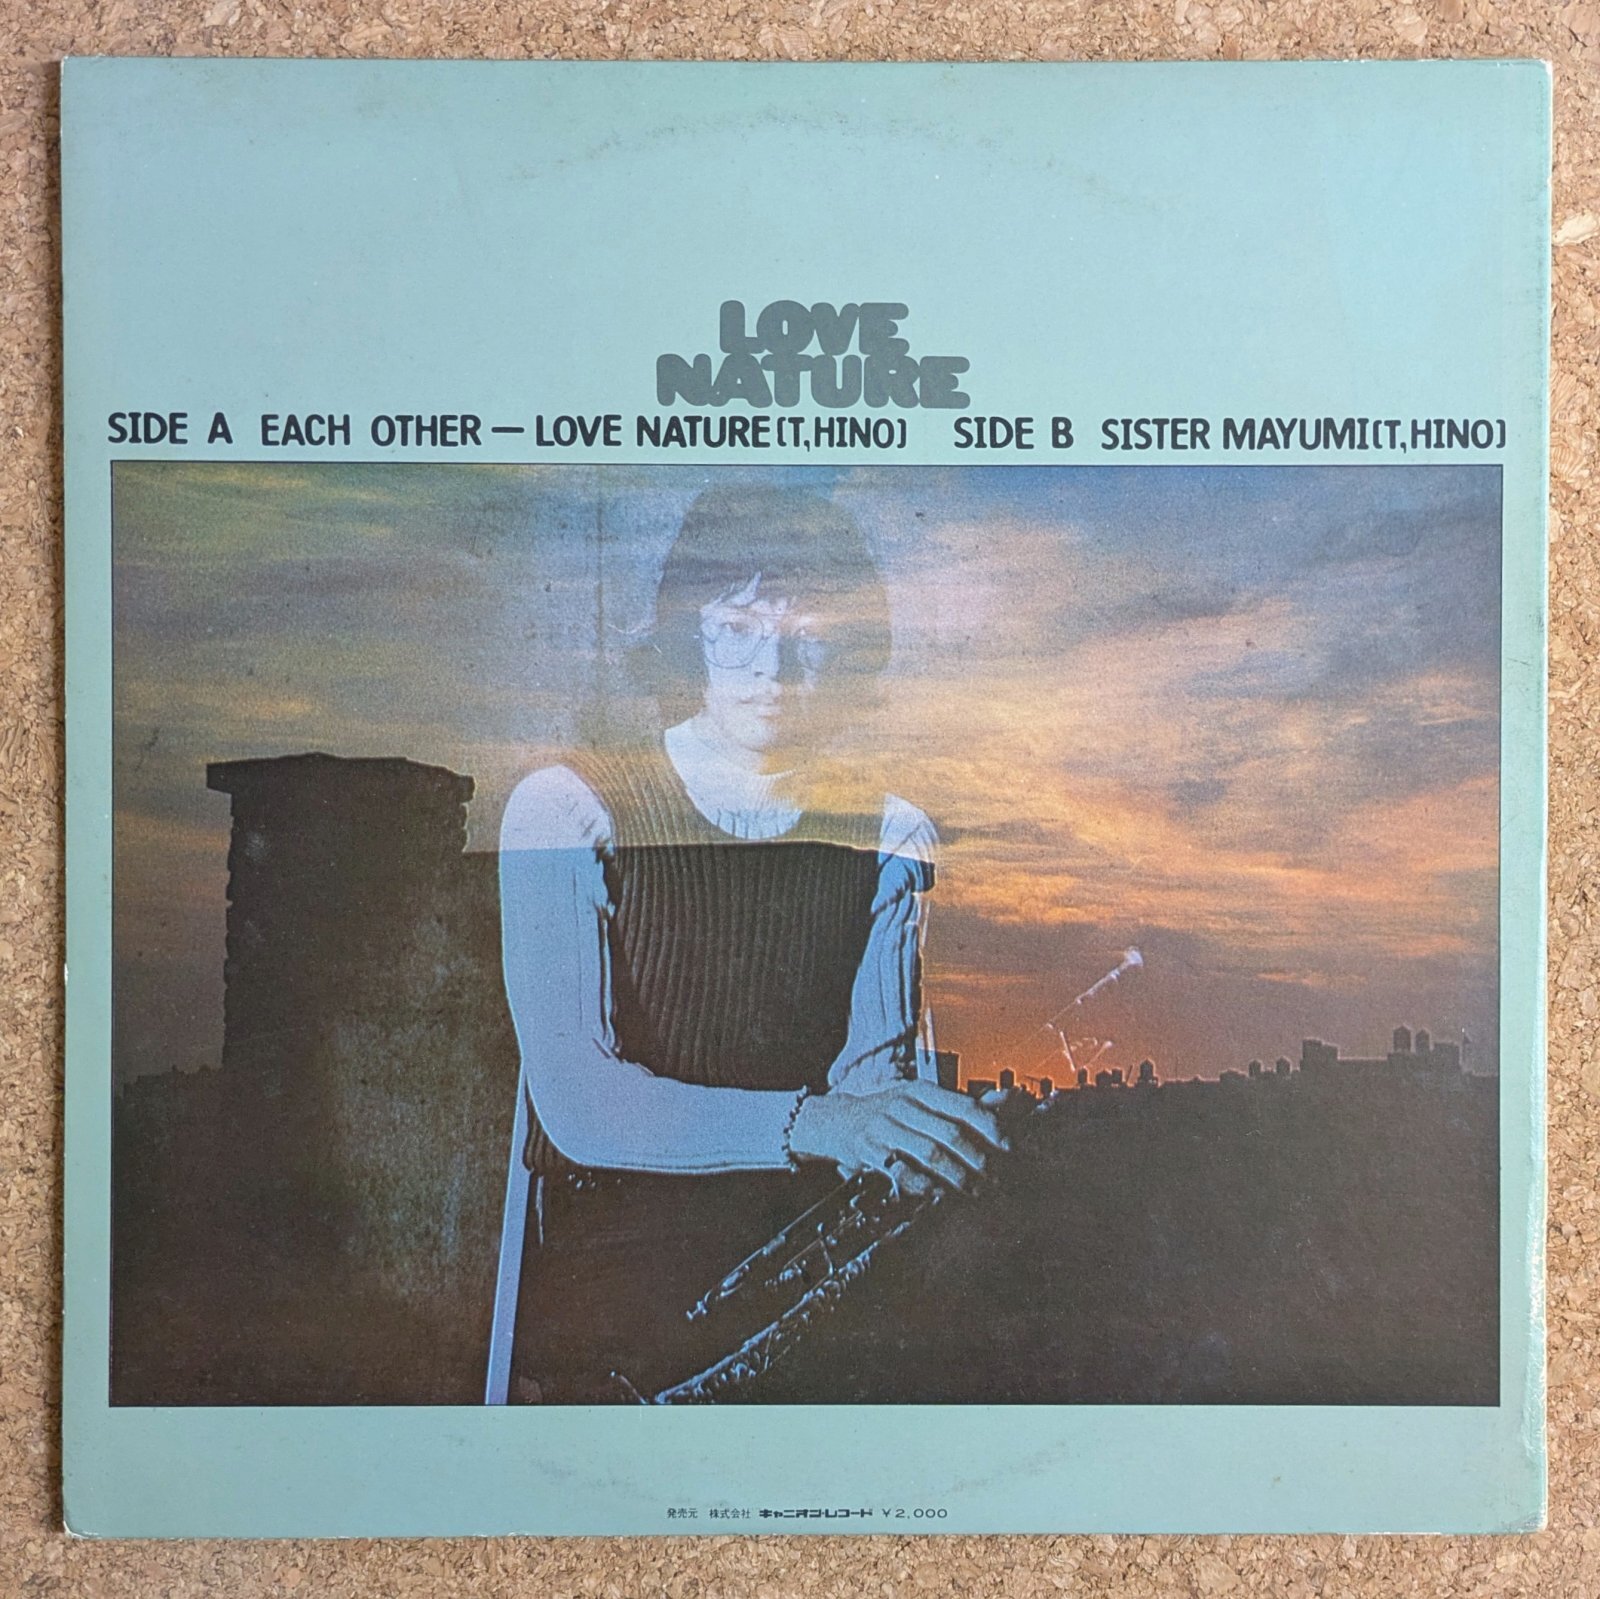 LOVE
NATURE
SIDE A EACH OTHER — LOVE NATURE [T,HINO] SIDE B SISTER MAYUMI [T,HINO]
発売元 株式会社 キャニオン・レコード ¥2,000